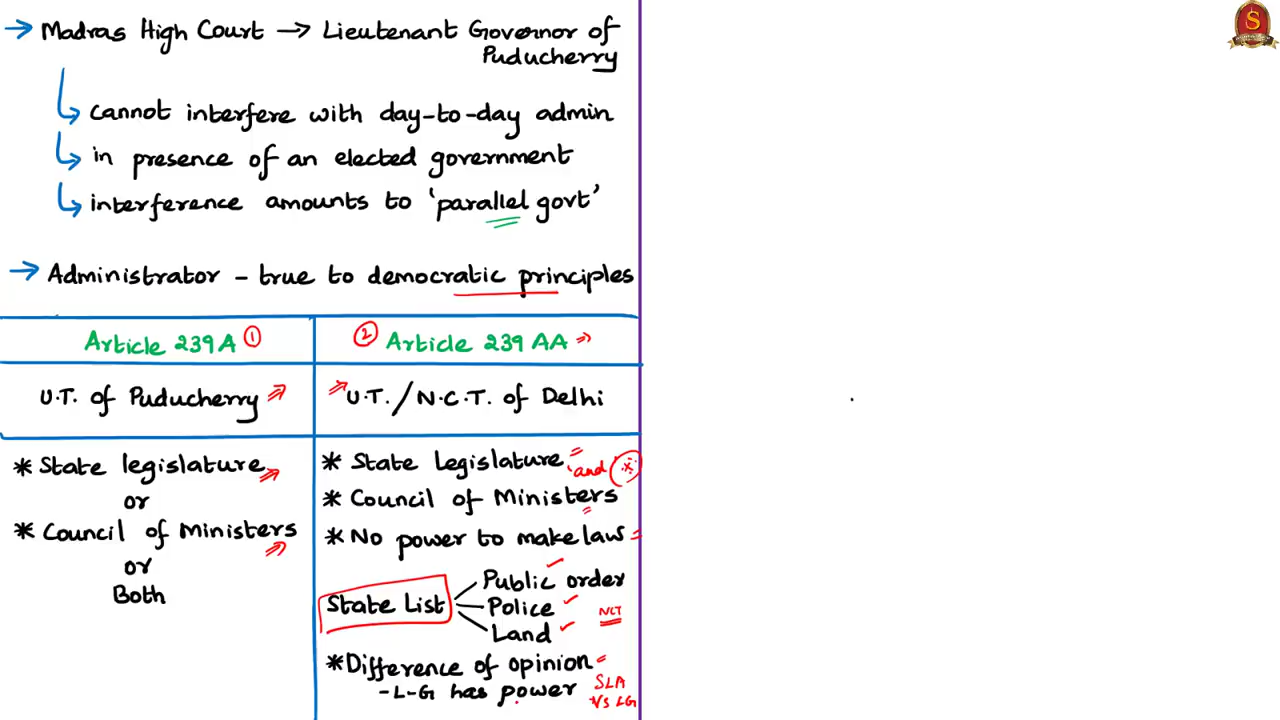 → Madras High Court → Lieutenant Governor of
Puducherry
cannot interfere with day-to-day admin
in presence of an elected government
interference amounts to 'parallel govt'
→ Administrator - true to democratic principles
Article 239A ①
② Article 239 AA
U.T. of Puducherry
U.T./N.C.T. of Delhi
* State legislature
or
* Council of Ministers
or
Both
* State Legislature and
* Council of Ministers
* No power to make law
State List
Public order
Police
Land
NCT
* Difference of opinion
- L-G has power
SLA
Vs LG
S